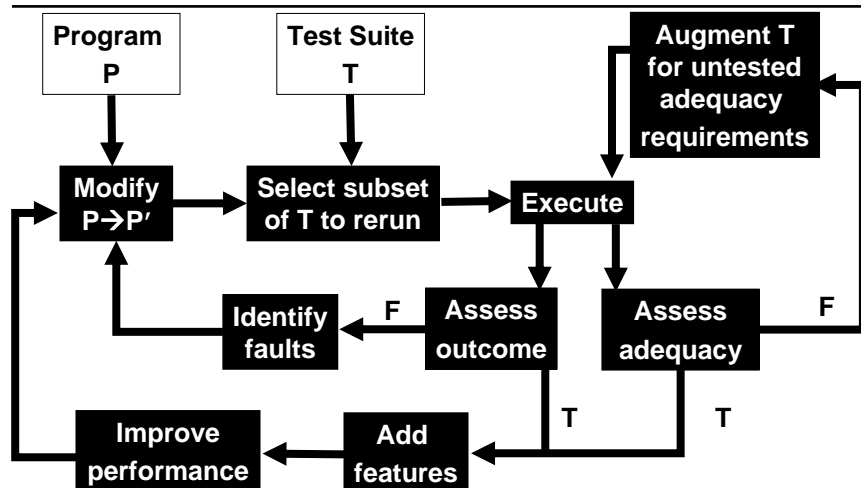 Program
P
Test Suite
T
Augment T
for untested
adequacy
requirements
Modify
P→P′
Select subset
of T to rerun
Execute
Identify
faults
F
Assess
outcome
Assess
adequacy
F
T
T
Improve
performance
Add
features